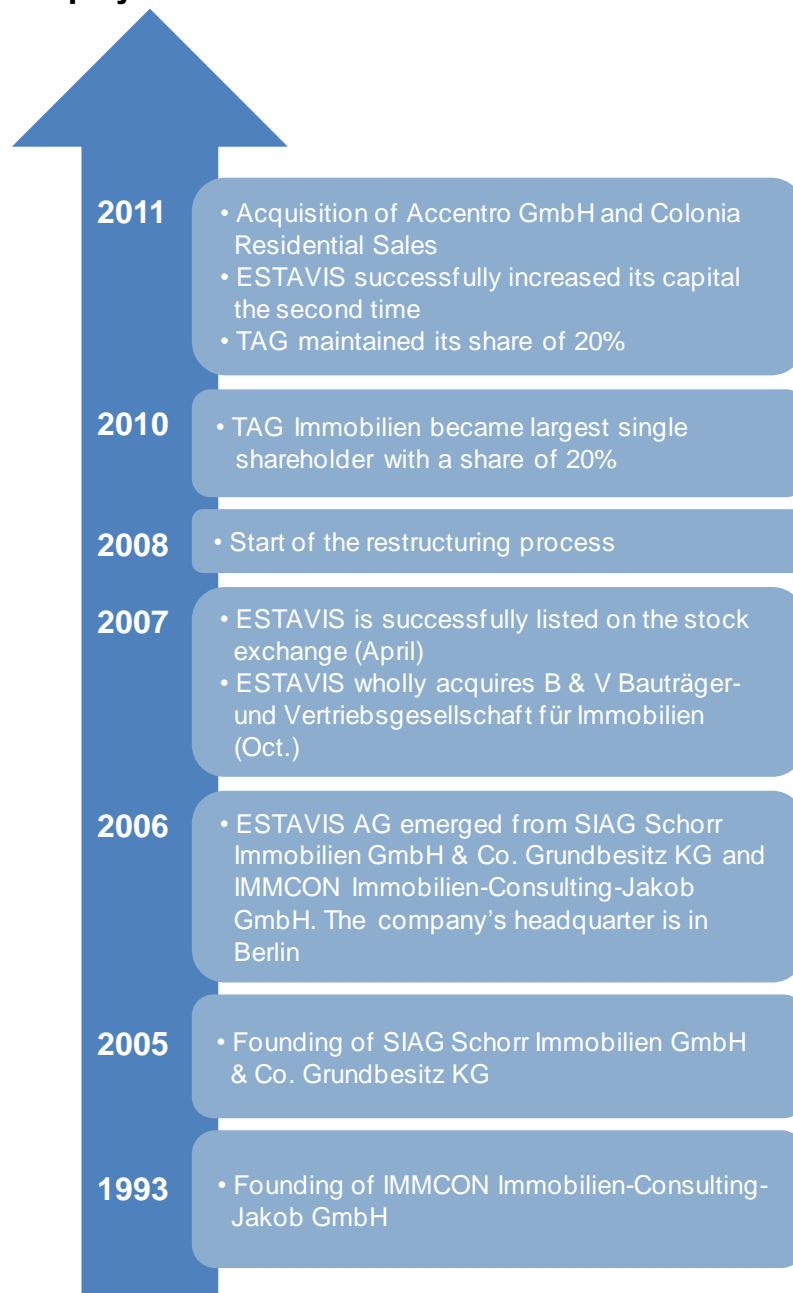 2011
• Acquisition of Accentro GmbH and Colonia
Residential Sales
• ESTAVIS successfully increased its capital
the second time
• TAG maintained its share of 20%
2010
• TAG Immobilien became largest single
shareholder with a share of 20%
2008
• Start of the restructuring process
2007
• ESTAVIS is successfully listed on the stock
exchange (April)
• ESTAVIS wholly acquires B & V Bauträger-
und Vertriebsgesellschaft für Immobilien
(Oct.)
2006
• ESTAVIS AG emerged from SIAG Schorr
Immobilien GmbH & Co. Grundbesitz KG and
IMMCON Immobilien-Consulting-Jakob
GmbH. The company’s headquarter is in
Berlin
2005
• Founding of SIAG Schorr Immobilien GmbH
& Co. Grundbesitz KG
1993
• Founding of IMMCON Immobilien-Consulting-
Jakob GmbH